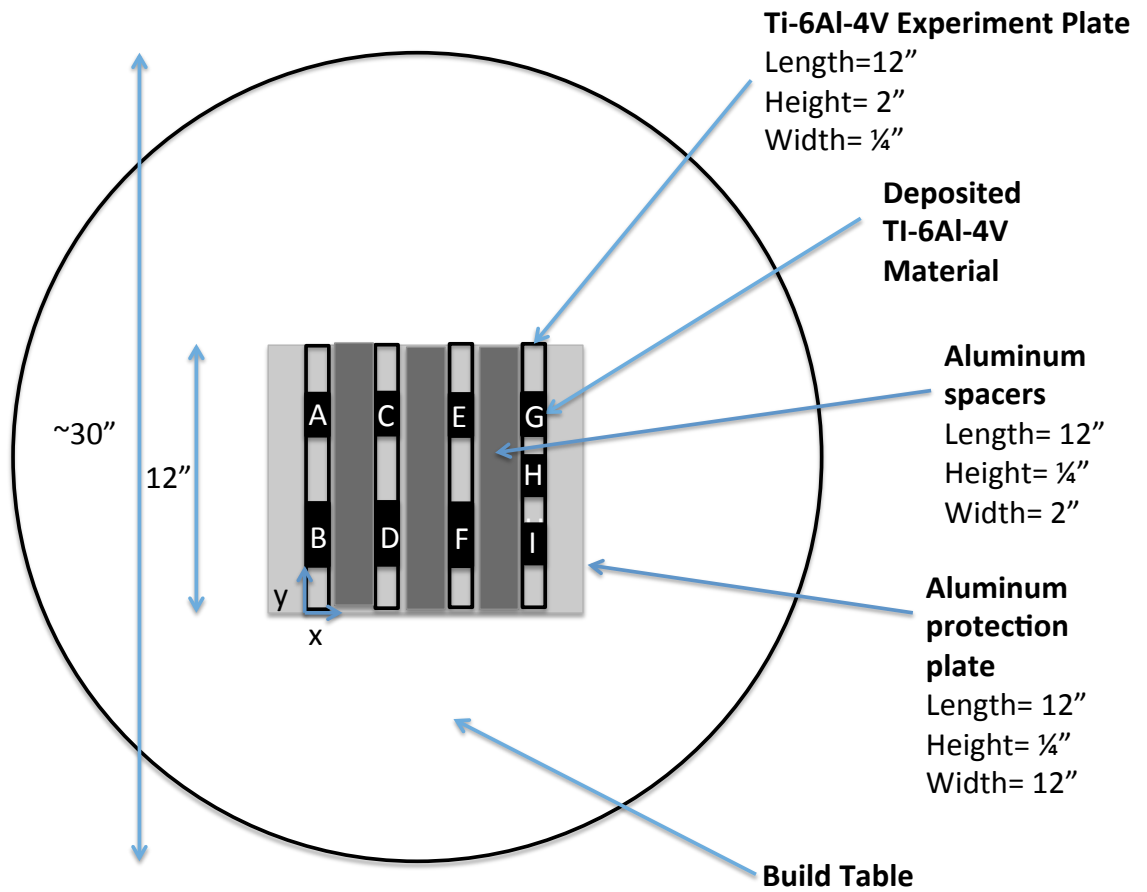 Ti-6Al-4V Experiment Plate
Length=12”
Height= 2”
Width= ¼”
Deposited
TI-6Al-4V
Material
Aluminum
spacers
Length= 12”
Height= ¼”
Width= 2”
Aluminum
protection
plate
Length= 12”
Height= ¼”
Width= 12”
Build Table
~30”
12”
A
C
E
G
H
B
D
F
I
y
x